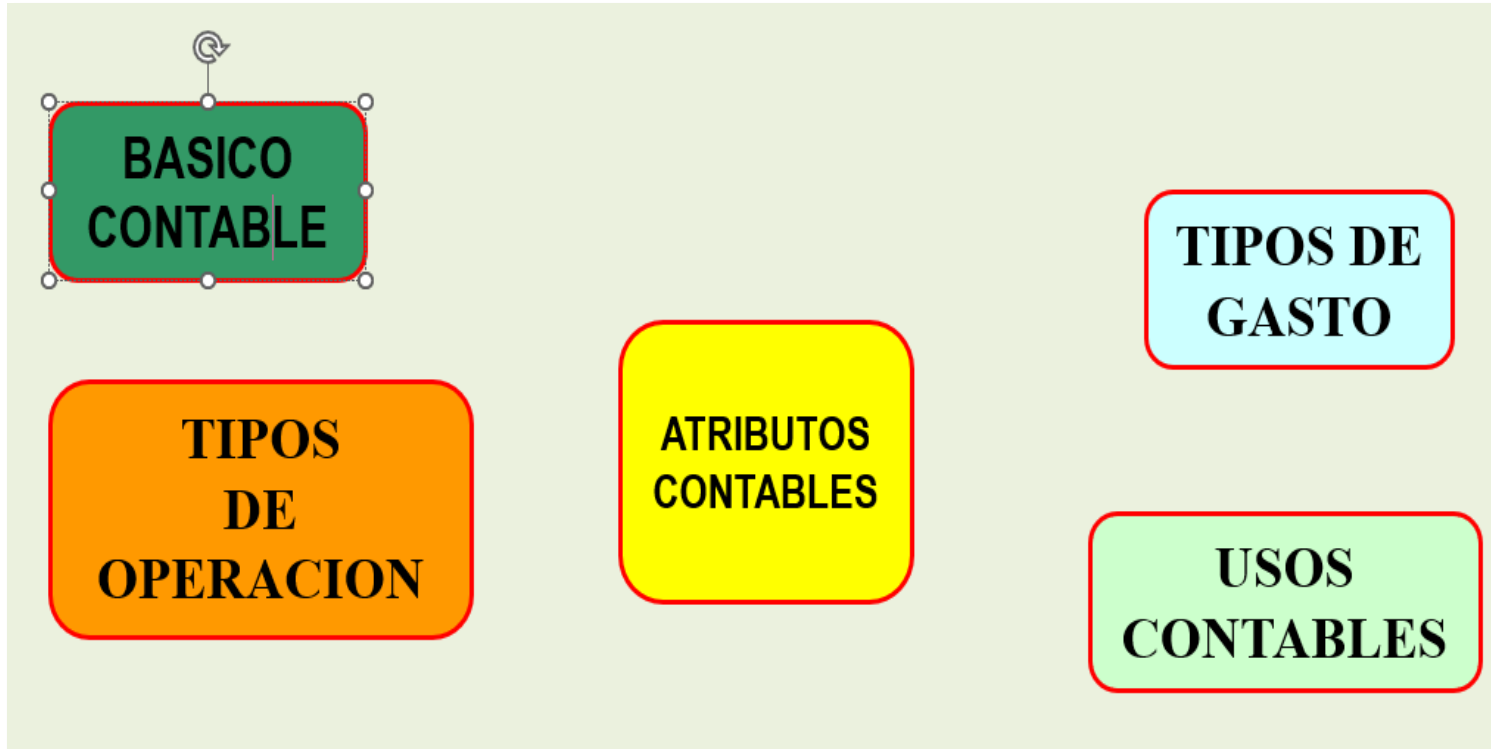 BASICO
CONTABLE
TIPOS DE
GASTO
TIPOS
DE
OPERACION
ATRIBUTOS
CONTABLES
USOS
CONTABLES